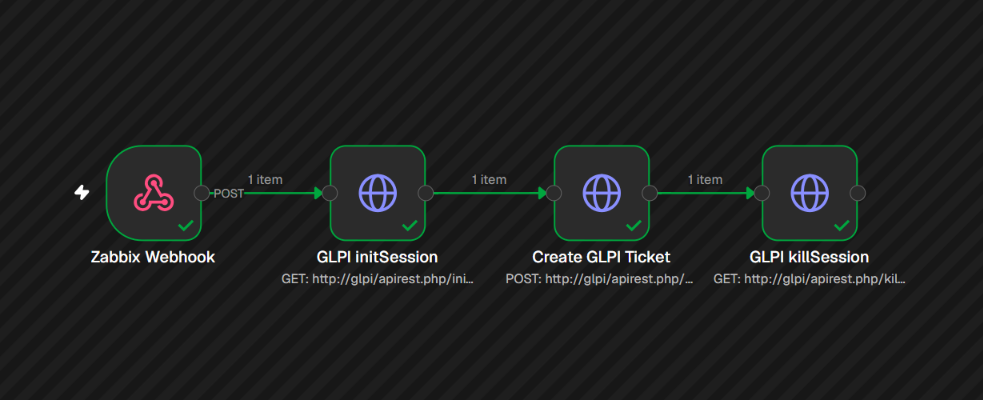 1 item
1 item
1 item
POST
Zabbix Webhook
GLPI initSession
Create GLPI Ticket
GLPI killSession
GET: http://glpi/apirest.php/ini...
POST: http://glpi/apirest.php/...
GET: http://glpi/apirest.php/kil...